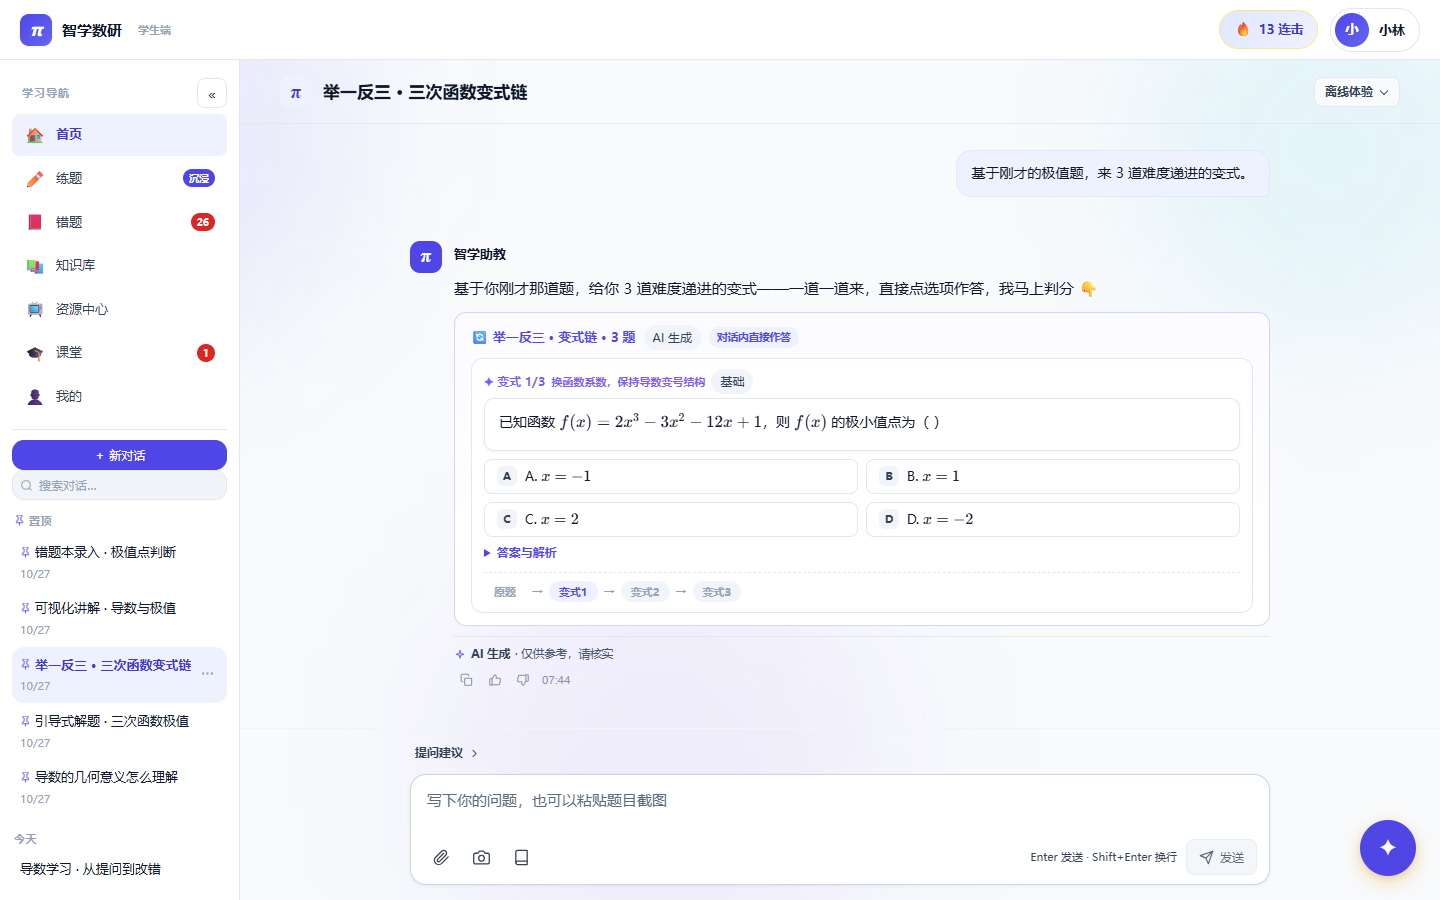 π 智学数研 学生端
13 连击
小 小林
学习导航 «
首页
练题 沉浸
错题 26
知识库
资源中心
课堂 1
我的
+ 新对话
搜索对话...
置顶
错题本录入 · 极值点判断
10/27
可视化讲解 · 导数与极值
10/27
举一反三 • 三次函数变式链 ...
10/27
引导式解题 · 三次函数极值
10/27
导数的几何意义怎么理解
10/27
今天
导数学习 · 从提问到改错
π 举一反三 • 三次函数变式链
离线体验
基于刚才的极值题，来 3 道难度递进的变式。
π 智学助教
基于你刚才那道题，给你 3 道难度递进的变式——一道一道来，直接点选项作答，我马上判分 👇
举一反三 • 变式链 • 3 题 AI 生成 对话内直接作答
✦ 变式 1/3 换函数系数，保持导数变号结构 基础
已知函数 f(x) = 2x³ − 3x² − 12x + 1，则 f(x) 的极小值点为（ ）
A A. x = −1
B B. x = 1
C C. x = 2
D D. x = −2
▶ 答案与解析
原题 → 变式1 → 变式2 → 变式3
AI 生成 · 仅供参考，请核实
07:44
提问建议 >
写下你的问题，也可以粘贴题目截图
Enter 发送 · Shift+Enter 换行 发送